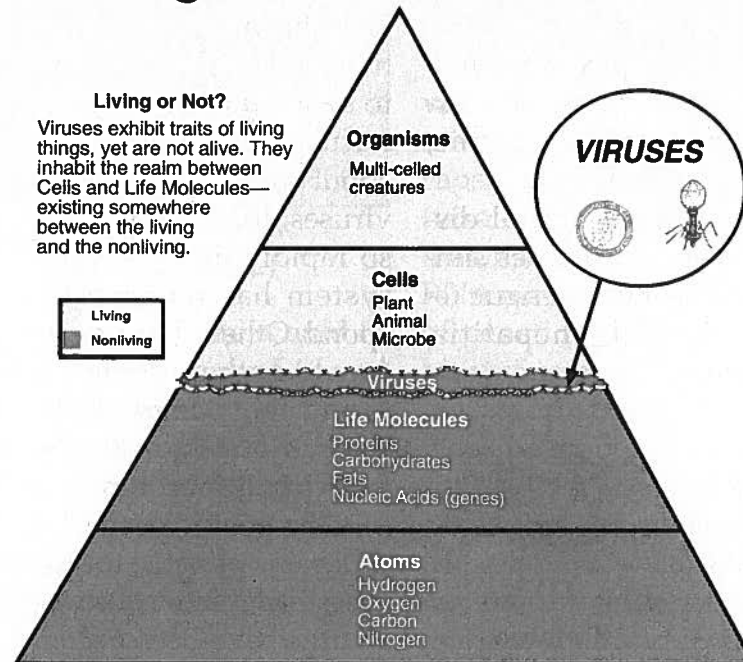 Living or Not?
Viruses exhibit traits of living
things, yet are not alive. They
inhabit the realm between
Cells and Life Molecules—
existing somewhere
between the living
and the nonliving.
Living
Nonliving
Organisms
Multi-celled
creatures
VIRUSES
Cells
Plant
Animal
Microbe
Viruses
Life Molecules
Proteins
Carbohydrates
Fats
Nucleic Acids (genes)
Atoms
Hydrogen
Oxygen
Carbon
Nitrogen